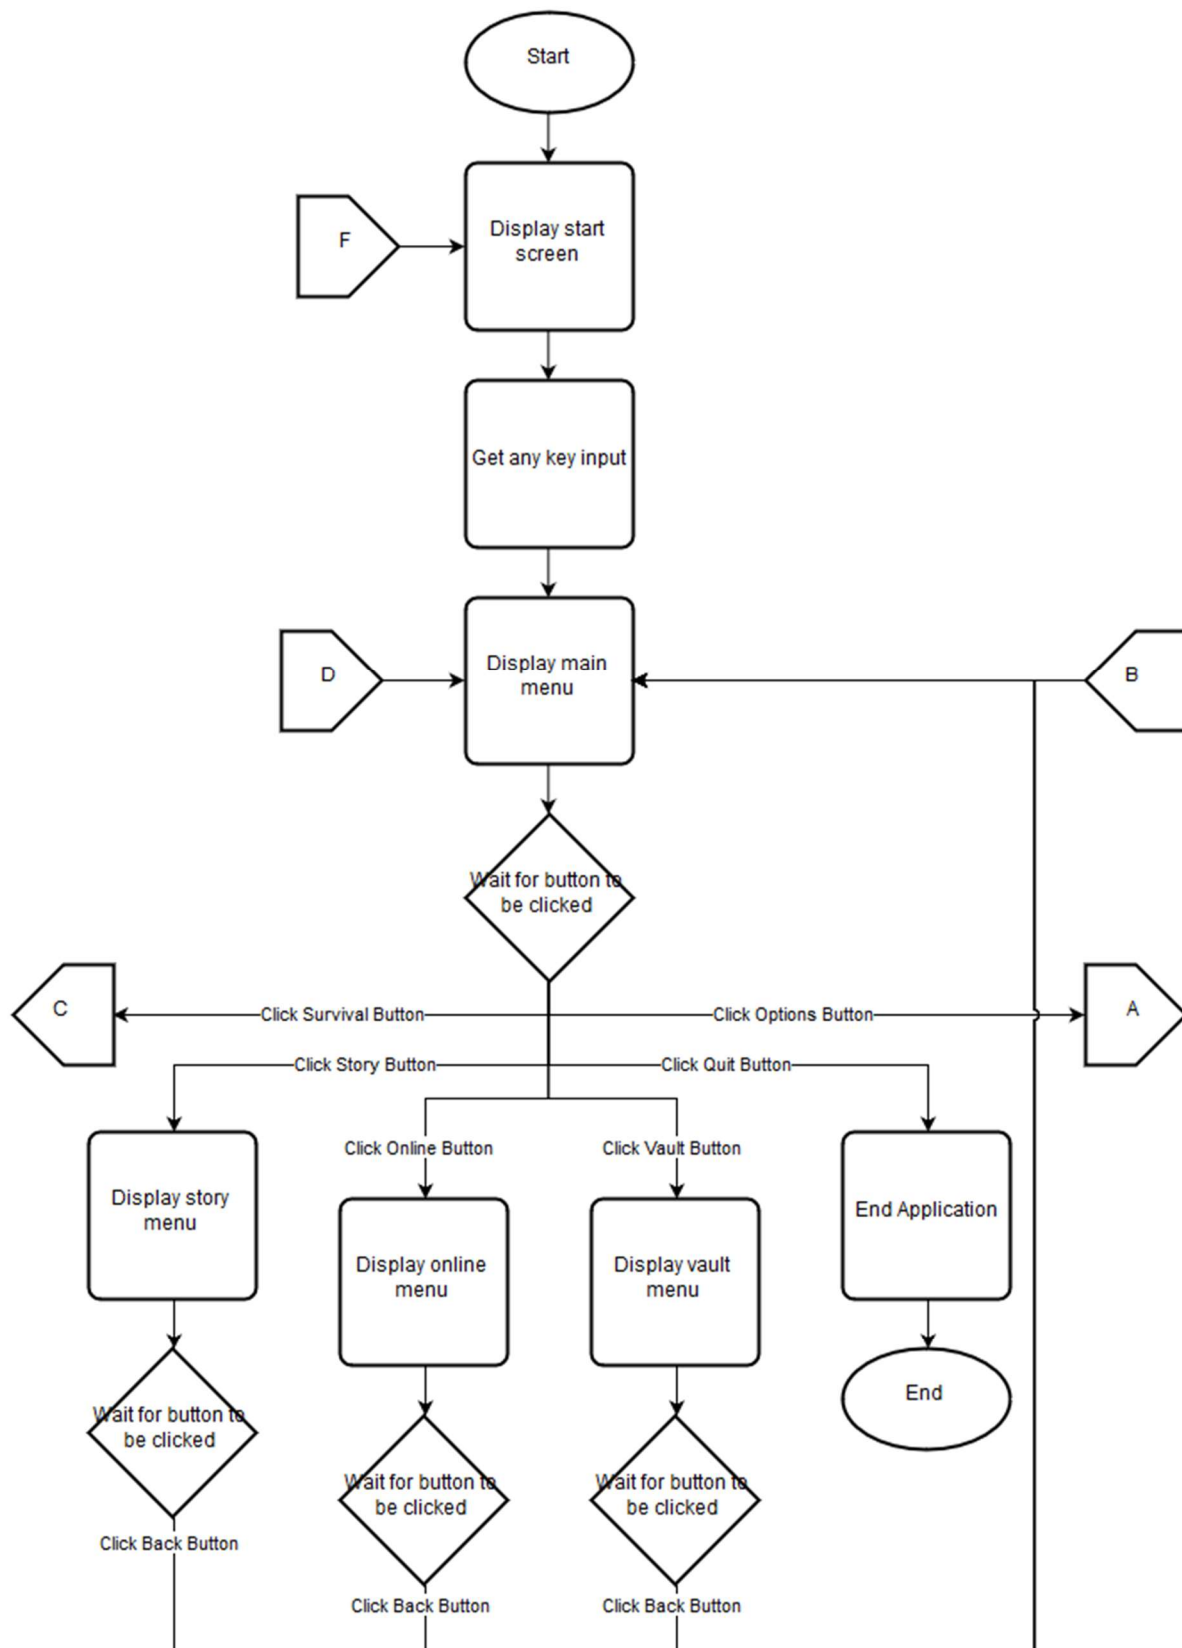 Start
F
Display start
screen
Get any key input
D
Display main
menu
B
Wait for button to
be clicked
C
Click Survival Button
Click Options Button
A
Click Story Button
Click Quit Button
Click Online Button
Click Vault Button
Display story
menu
End Application
Display online
menu
Display vault
menu
End
Wait for button to
be clicked
Wait for button to
be clicked
Wait for button to
be clicked
Click Back Button
Click Back Button
Click Back Button